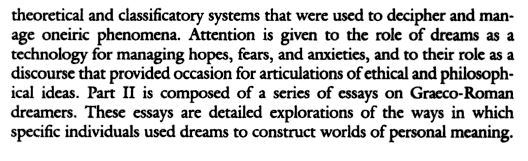 theoretical and classificatory systems that were used to decipher and man-
age oneiric phenomena. Attention is given to the role of dreams as a
technology for managing hopes, fears, and anxieties, and to their role as a
discourse that provided occasion for articulations of ethical and philosoph-
ical ideas. Part II is composed of a series of essays on Graeco-Roman
dreamers. These essays are detailed explorations of the ways in which
specific individuals used dreams to construct worlds of personal meaning.